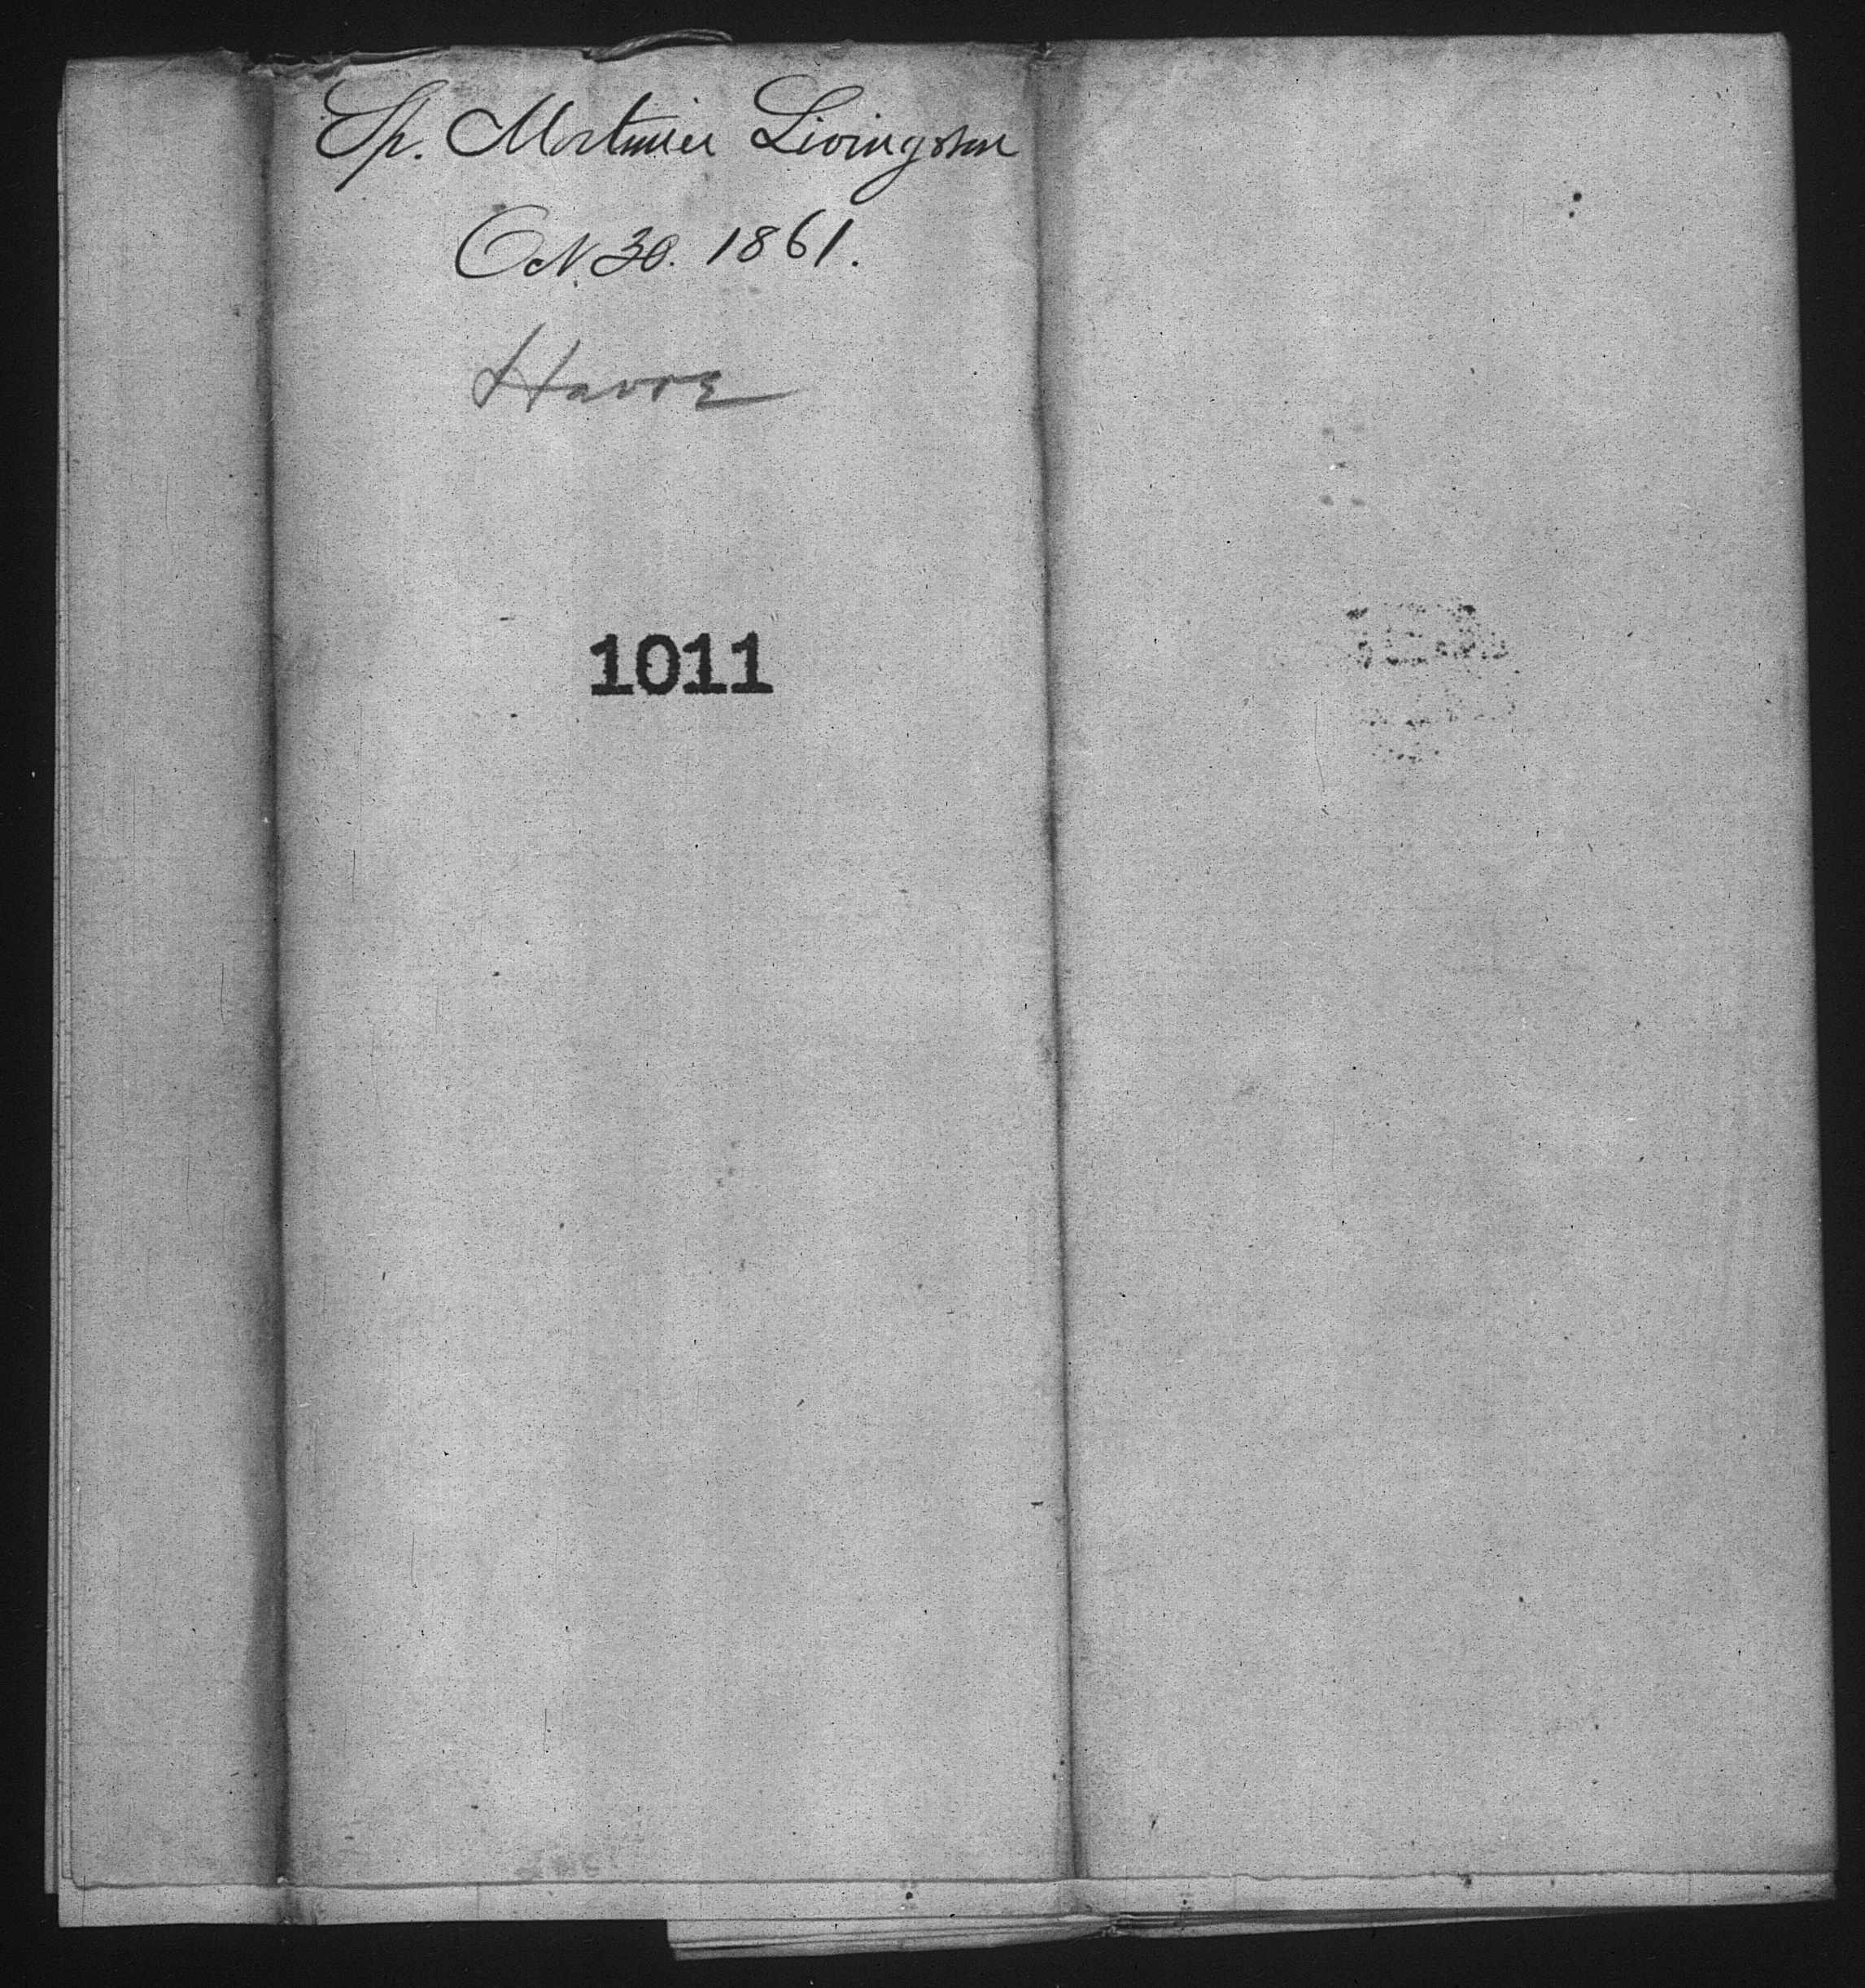 Sp. Mortimer Livingston
Oct 30. 1861.
Havre
1011